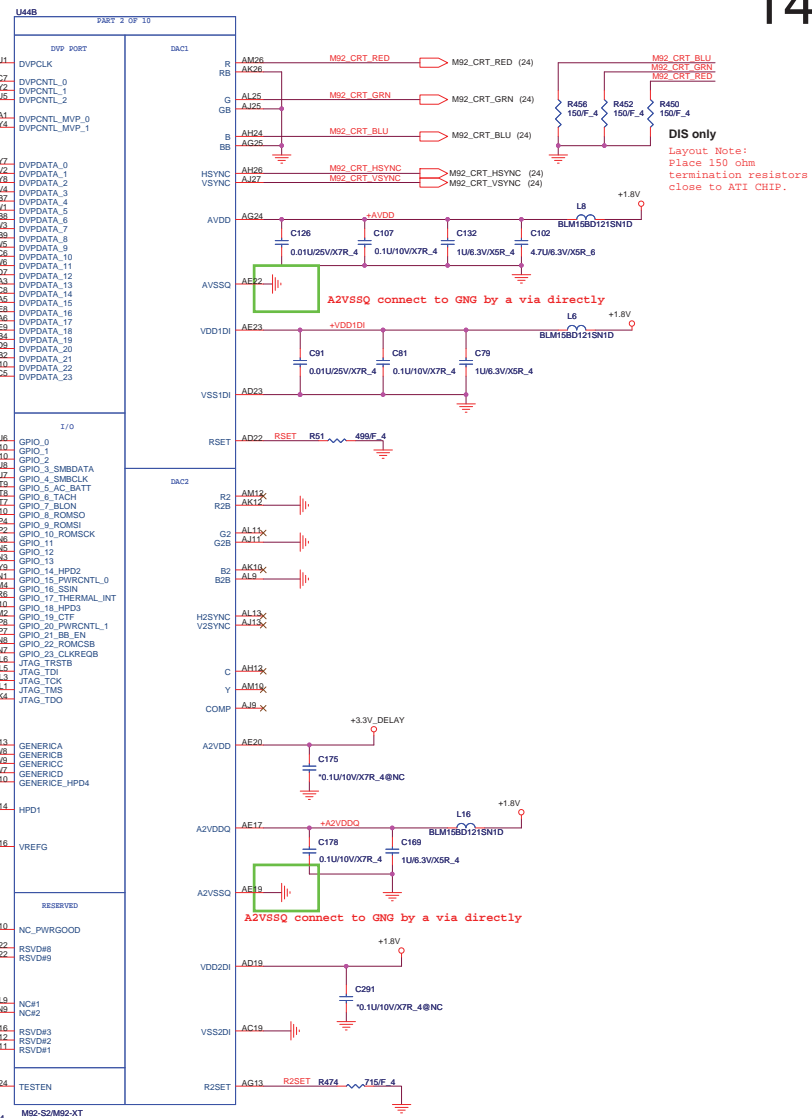 14
U44B
PART 2 OF 10
DVP PORT
DVPCLK
DVPCNTL_0
DVPCNTL_1
DVPCNTL_2
DVPCNTL_MVP_0
DVPCNTL_MVP_1
DVPDATA_0
DVPDATA_1
DVPDATA_2
DVPDATA_3
DVPDATA_4
DVPDATA_5
DVPDATA_6
DVPDATA_7
DVPDATA_8
DVPDATA_9
DVPDATA_10
DVPDATA_11
DVPDATA_12
DVPDATA_13
DVPDATA_14
DVPDATA_15
DVPDATA_16
DVPDATA_17
DVPDATA_18
DVPDATA_19
DVPDATA_20
DVPDATA_21
DVPDATA_22
DVPDATA_23
I/O
GPIO_0
GPIO_1
GPIO_2
GPIO_3_SMBDATA
GPIO_4_SMBCLK
GPIO_5_AC_BATT
GPIO_6_TACH
GPIO_7_BLON
GPIO_8_ROMSO
GPIO_9_ROMSI
GPIO_10_ROMSCK
GPIO_11
GPIO_12
GPIO_13
GPIO_14_HPD2
GPIO_15_PWRCNTL_0
GPIO_16_SSIN
GPIO_17_THERMAL_INT
GPIO_18_HPD3
GPIO_19_CTF
GPIO_20_PWRCNTL_1
GPIO_21_BB_EN
GPIO_22_ROMCSB
GPIO_23_CLKREQB
JTAG_TRSTB
JTAG_TDI
JTAG_TCK
JTAG_TMS
JTAG_TDO
GENERICA
GENERICB
GENERICC
GENERICD
GENERICE_HPD4
HPD1
VREFG
RESERVED
NC_PWRGOOD
RSVD#8
RSVD#9
NC#1
NC#2
RSVD#3
RSVD#2
RSVD#1
TESTEN
M92-S2/M92-XT
DAC1
R AM26 M92_CRT_RED M92_CRT_RED (24)
RB AK26
G AL25 M92_CRT_GRN M92_CRT_GRN (24)
GB AJ25
B AH24 M92_CRT_BLU M92_CRT_BLU (24)
BB AG25
HSYNC AH26 M92_CRT_HSYNC M92_CRT_HSYNC (24)
VSYNC AJ27 M92_CRT_VSYNC M92_CRT_VSYNC (24)
M92_CRT_BLU
M92_CRT_GRN
M92_CRT_RED
R456 150/F_4
R452 150/F_4
R450 150/F_4
DIS only
Layout Note:
Place 150 ohm
termination resistors
close to ATI CHIP.
AVDD AG24 +AVDD L8 BLM15BD121SN1D +1.8V
C126 0.01U/25V/X7R_4
C107 0.1U/10V/X7R_4
C132 1U/6.3V/X5R_4
C102 4.7U/6.3V/X5R_6
AVSSQ AE22
A2VSSQ connect to GNG by a via directly
VDD1DI AE23 +VDD1DI L6 BLM15BD121SN1D +1.8V
C91 0.01U/25V/X7R_4
C81 0.1U/10V/X7R_4
C79 1U/6.3V/X5R_4
VSS1DI AD23
RSET AD22 RSET R51 499/F_4
DAC2
R2 AM12
R2B AK12
G2 AL11
G2B AJ11
B2 AK10
B2B AL9
H2SYNC AL13
V2SYNC AJ13
C AH12
Y AM10
COMP AJ9
+3.3V_DELAY
A2VDD AE20
C175 *0.1U/10V/X7R_4@NC
A2VDDQ AE17 +A2VDDQ L16 BLM15BD121SN1D +1.8V
C178 0.1U/10V/X7R_4
C169 1U/6.3V/X5R_4
A2VSSQ AE19
A2VSSQ connect to GNG by a via directly
+1.8V
VDD2DI AD19
C291 *0.1U/10V/X7R_4@NC
VSS2DI AC19
R2SET AG13 R2SET R474 715/F_4